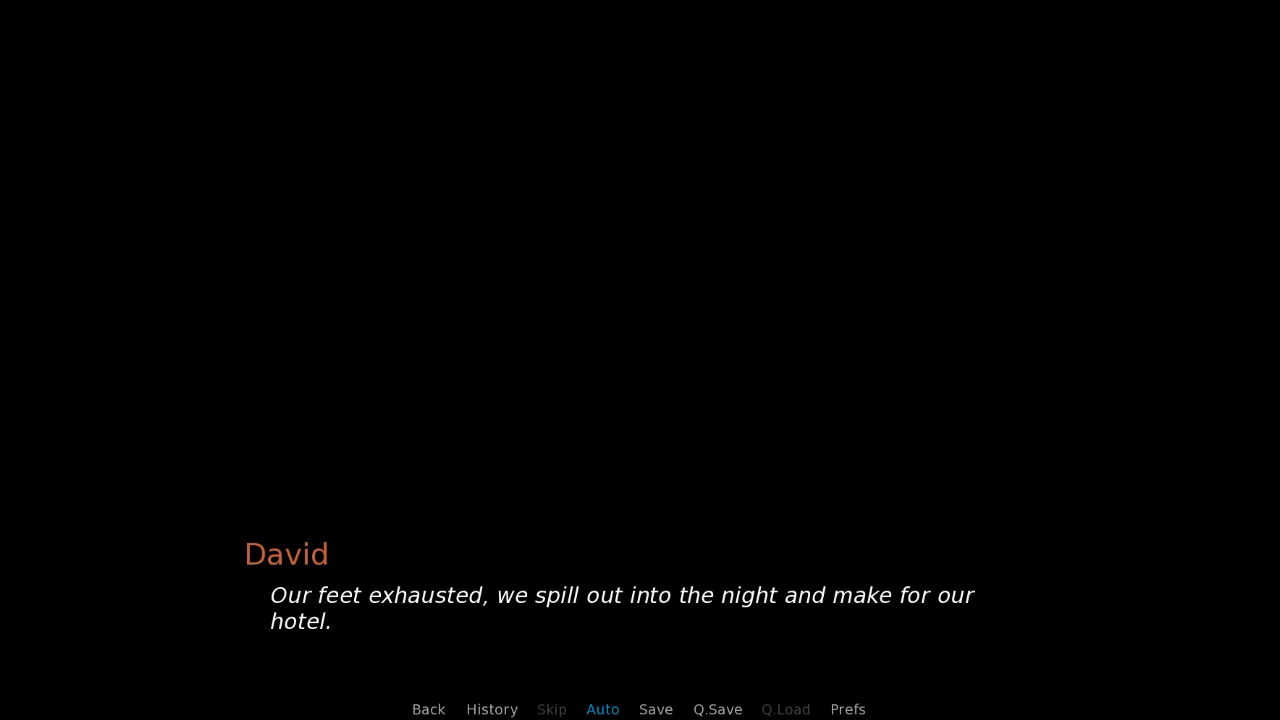 David
Our feet exhausted, we spill out into the night and make for our
hotel.
Back History Skip Auto Save Q.Save Q.Load Prefs